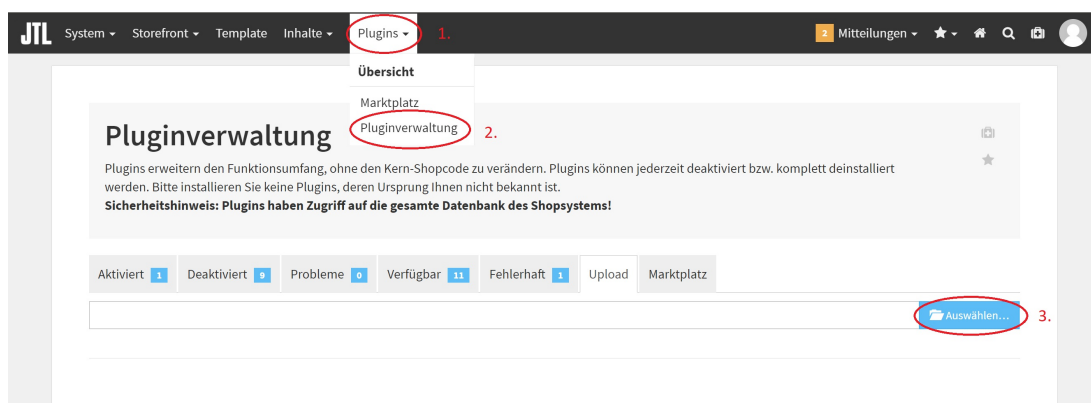 JTL System Storefront Template Inhalte Plugins 1. 2 Mitteilungen
Übersicht
Marktplatz
Pluginverwaltung 2.
Pluginverwaltung
Plugins erweitern den Funktionsumfang, ohne den Kern-Shopcode zu verändern. Plugins können jederzeit deaktiviert bzw. komplett deinstalliert
werden. Bitte installieren Sie keine Plugins, deren Ursprung Ihnen nicht bekannt ist.
Sicherheitshinweis: Plugins haben Zugriff auf die gesamte Datenbank des Shopsystems!
Aktiviert 1 Deaktiviert 9 Probleme 0 Verfügbar 11 Fehlerhaft 1 Upload Marktplatz
Auswählen... 3.